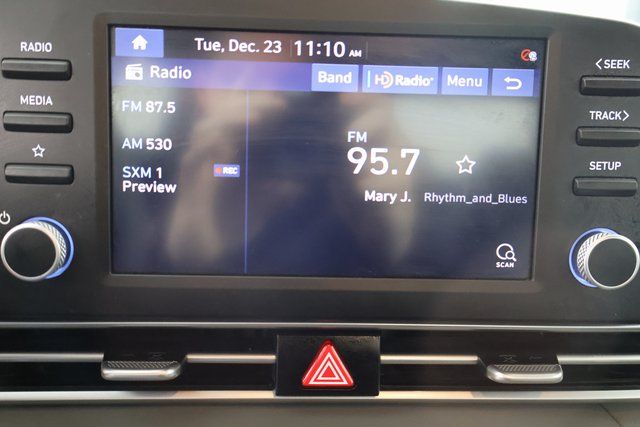 RADIO
MEDIA
Tue, Dec. 23 11:10 AM
Radio
Band
HD Radio
Menu
FM 87.5
AM 530
SXM 1
Preview
REC
FM
95.7
Mary J. Rhythm_and_Blues
SCAN
< SEEK
TRACK >
SETUP